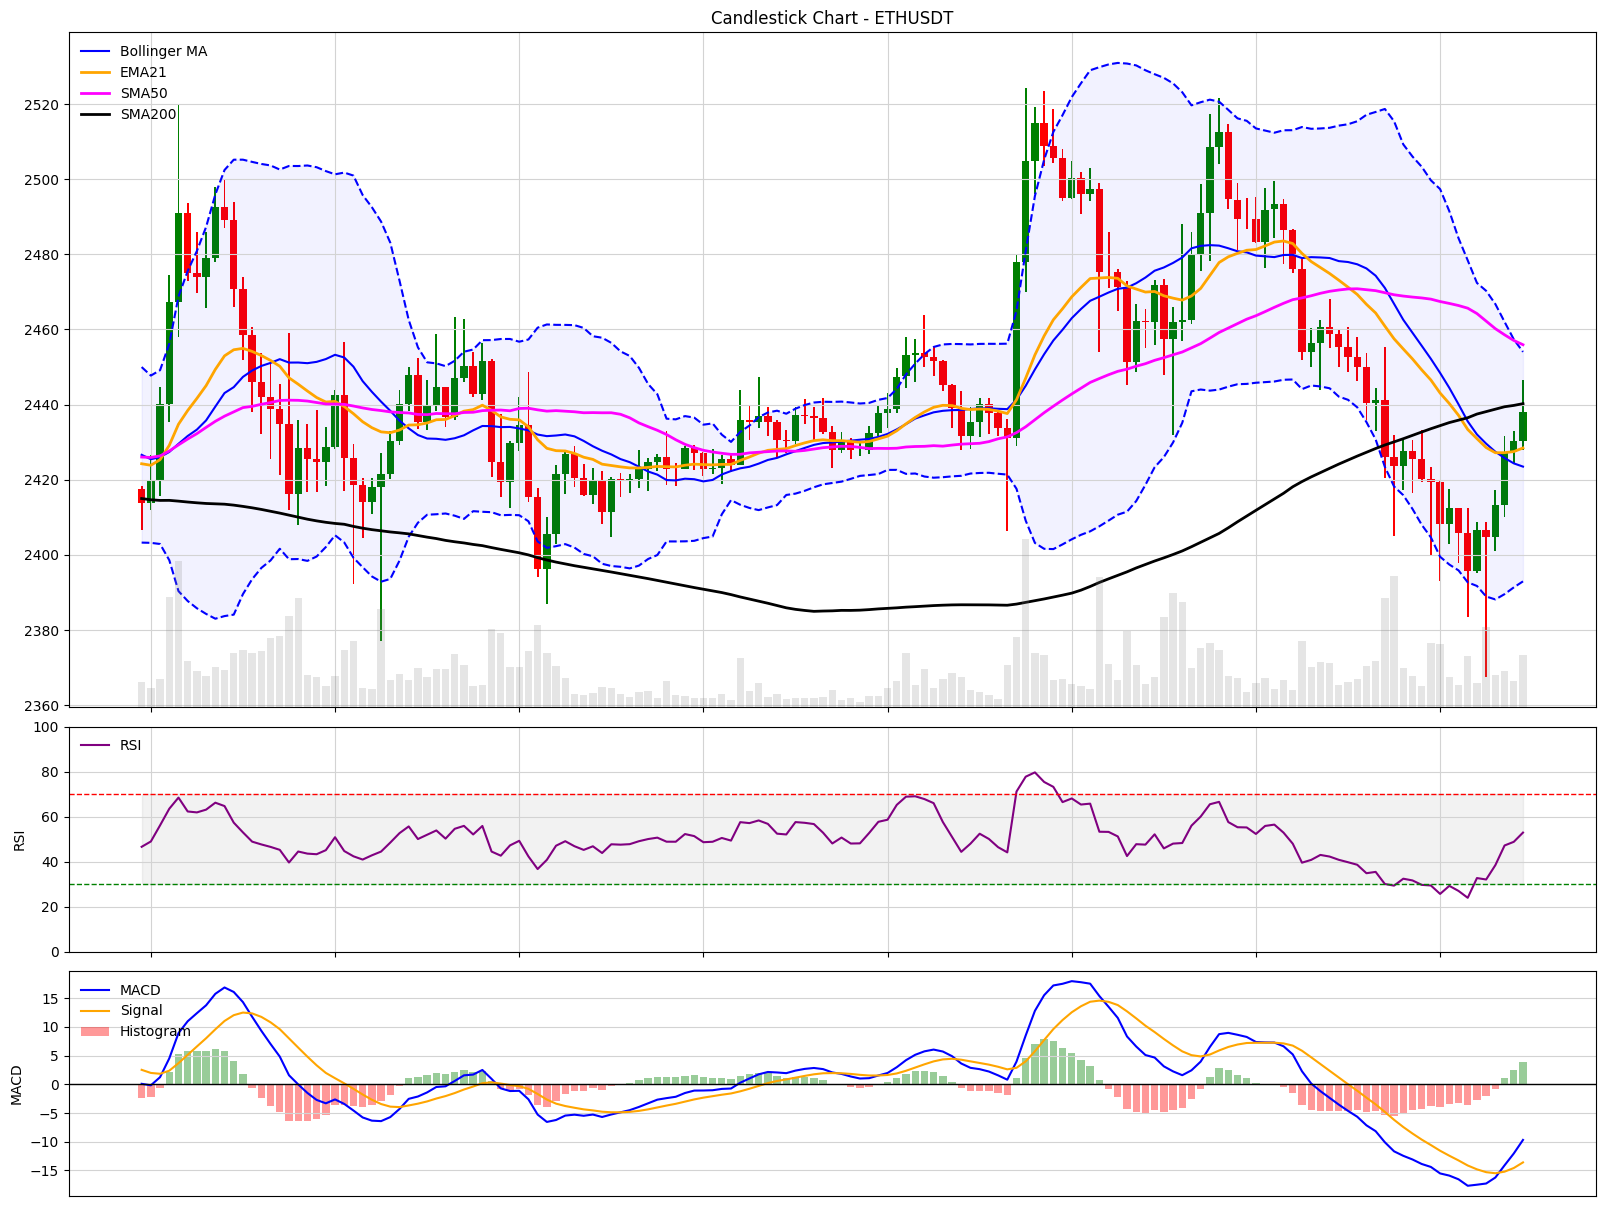 Candlestick Chart - ETHUSDT
Bollinger MA
EMA21
SMA50
SMA200
2520
2500
2480
2460
2440
2420
2400
2380
2360
RSI
RSI
100
80
60
40
20
0
MACD
Signal
Histogram
MACD
15
10
5
0
−5
−10
−15